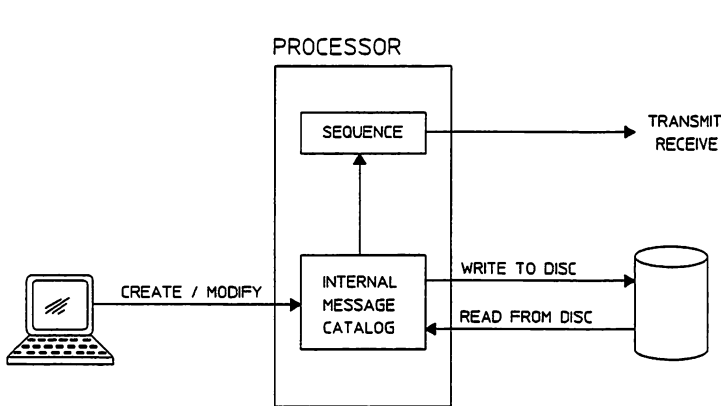 PROCESSOR
SEQUENCE
TRANSMIT
RECEIVE
CREATE / MODIFY
INTERNAL
MESSAGE
CATALOG
WRITE TO DISC
READ FROM DISC